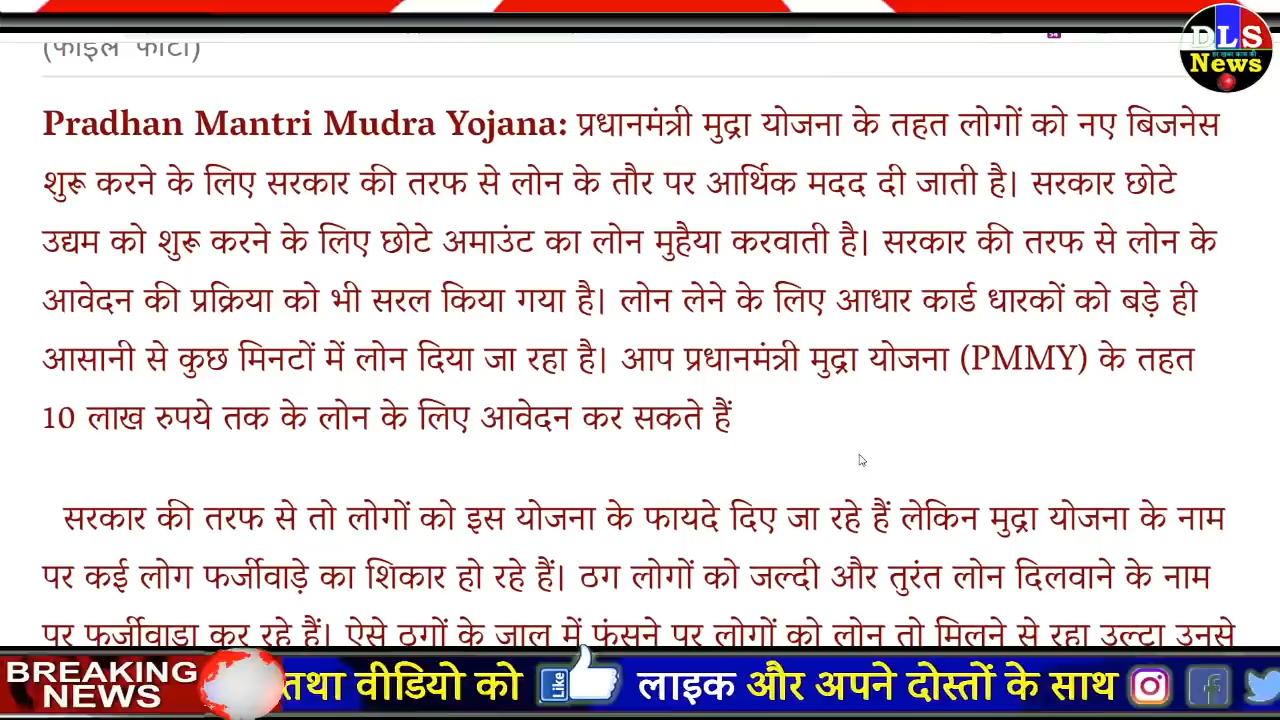 (फाइल फोटो)
DLS
News
Pradhan Mantri Mudra Yojana: प्रधानमंत्री मुद्रा योजना के तहत लोगों को नए बिजनेस
शुरू करने के लिए सरकार की तरफ से लोन के तौर पर आर्थिक मदद दी जाती है। सरकार छोटे
उद्यम को शुरू करने के लिए छोटे अमाउंट का लोन मुहैया करवाती है। सरकार की तरफ से लोन के
आवेदन की प्रक्रिया को भी सरल किया गया है। लोन लेने के लिए आधार कार्ड धारकों को बड़े ही
आसानी से कुछ मिनटों में लोन दिया जा रहा है। आप प्रधानमंत्री मुद्रा योजना (PMMY) के तहत
10 लाख रुपये तक के लोन के लिए आवेदन कर सकते हैं
सरकार की तरफ से तो लोगों को इस योजना के फायदे दिए जा रहे हैं लेकिन मुद्रा योजना के नाम
पर कई लोग फर्जीवाड़े का शिकार हो रहे हैं। ठग लोगों को जल्दी और तुरंत लोन दिलवाने के नाम
पर फर्जीवाड़ा कर रहे हैं। ऐसे ठगों के जाल में फंसने पर लोगों को लोन तो मिलने से रहा उल्टा उनसे
BREAKING
NEWS
तथा वीडियो को Like लाइक और अपने दोस्तों के साथ